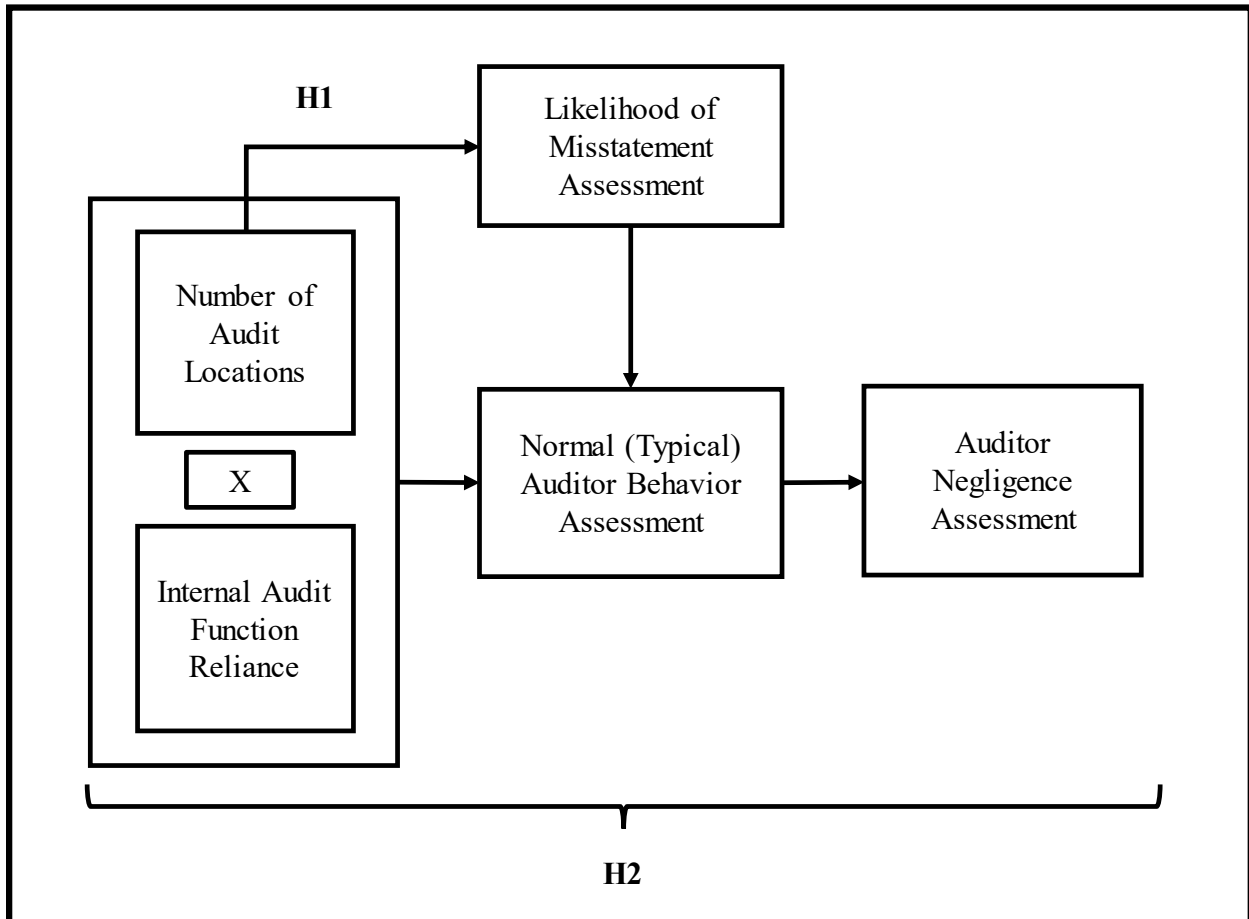 H1
Likelihood of
Misstatement
Assessment
Number of
Audit
Locations
X
Internal Audit
Function
Reliance
Normal (Typical)
Auditor Behavior
Assessment
Auditor
Negligence
Assessment
H2